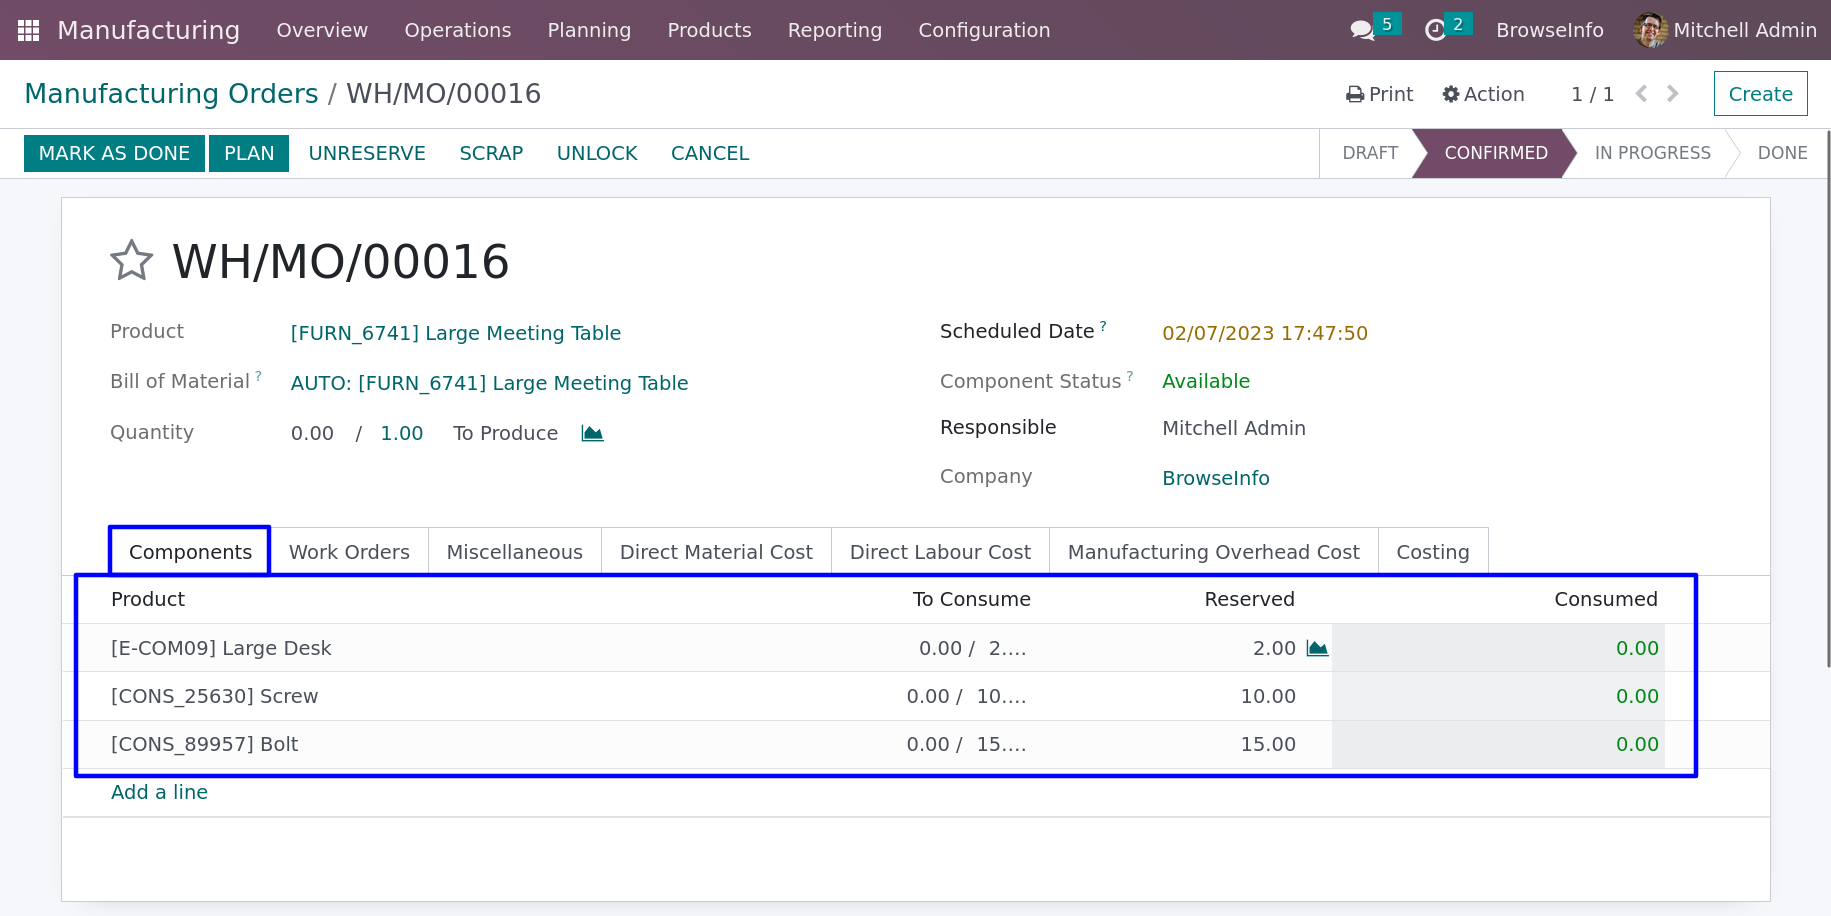 Manufacturing Overview Operations Planning Products Reporting Configuration 5 2 BrowseInfo Mitchell Admin
Manufacturing Orders / WH/MO/00016 Print Action 1 / 1 Create
MARK AS DONE PLAN UNRESERVE SCRAP UNLOCK CANCEL DRAFT CONFIRMED IN PROGRESS DONE
WH/MO/00016
Product [FURN_6741] Large Meeting Table Scheduled Date ? 02/07/2023 17:47:50
Bill of Material ? AUTO: [FURN_6741] Large Meeting Table Component Status ? Available
Quantity 0.00 / 1.00 To Produce Responsible Mitchell Admin
Company BrowseInfo
Components Work Orders Miscellaneous Direct Material Cost Direct Labour Cost Manufacturing Overhead Cost Costing
Product To Consume Reserved Consumed
[E-COM09] Large Desk 0.00 / 2.... 2.00 0.00
[CONS_25630] Screw 0.00 / 10.... 10.00 0.00
[CONS_89957] Bolt 0.00 / 15.... 15.00 0.00
Add a line